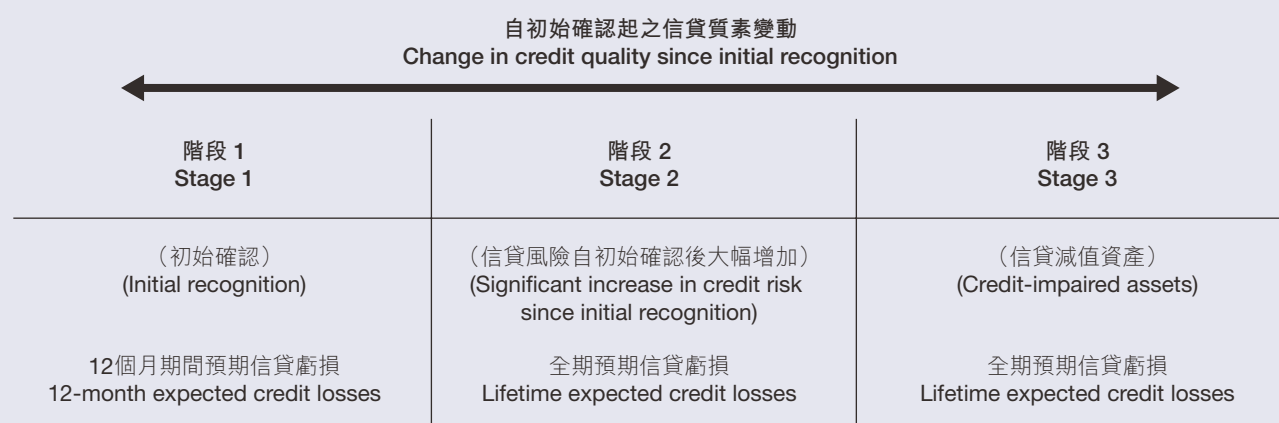 自初始確認起之信貸質素變動
Change in credit quality since initial recognition
階段 1
Stage 1
階段 2
Stage 2
階段 3
Stage 3
（初始確認）
(Initial recognition)
（信貸風險自初始確認後大幅增加）
(Significant increase in credit risk
since initial recognition)
（信貸減值資產）
(Credit-impaired assets)
12個月期間預期信貸虧損
12-month expected credit losses
全期預期信貸虧損
Lifetime expected credit losses
全期預期信貸虧損
Lifetime expected credit losses